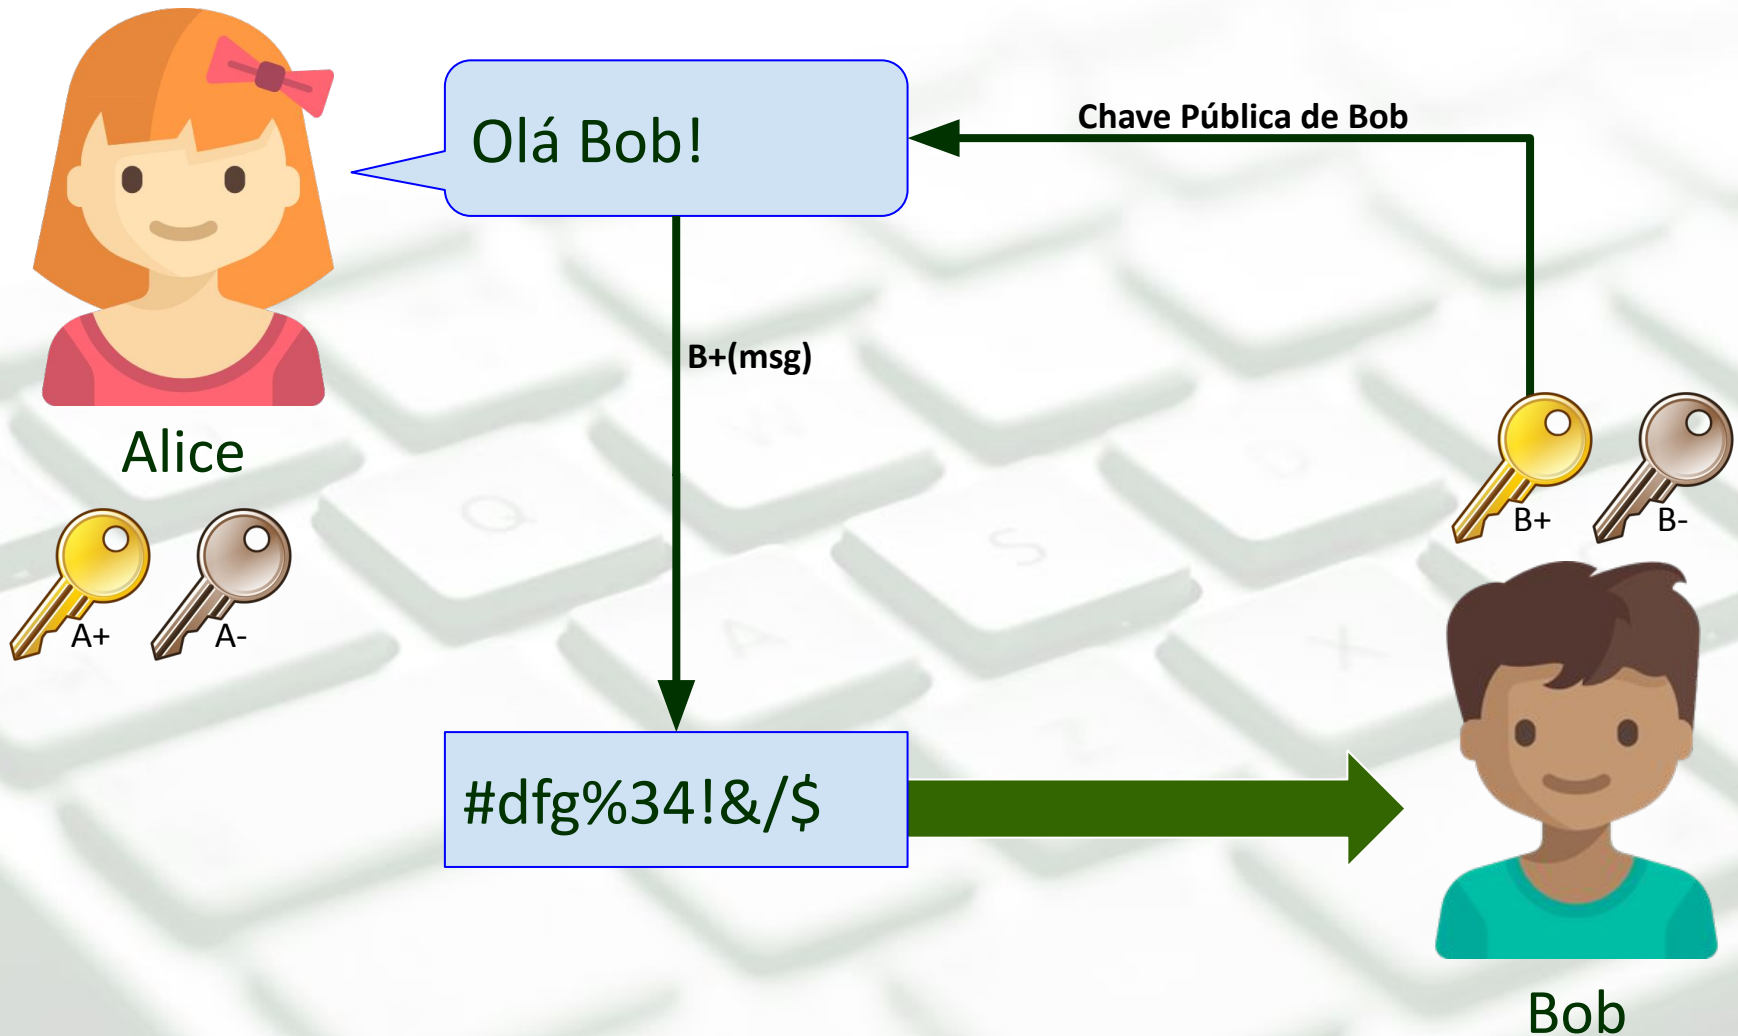 Olá Bob!
Chave Pública de Bob
B+(msg)
Alice
A+
A-
B+
B-
#dfg%34!&/$
Bob
Q
W
S
D
A
X
Z